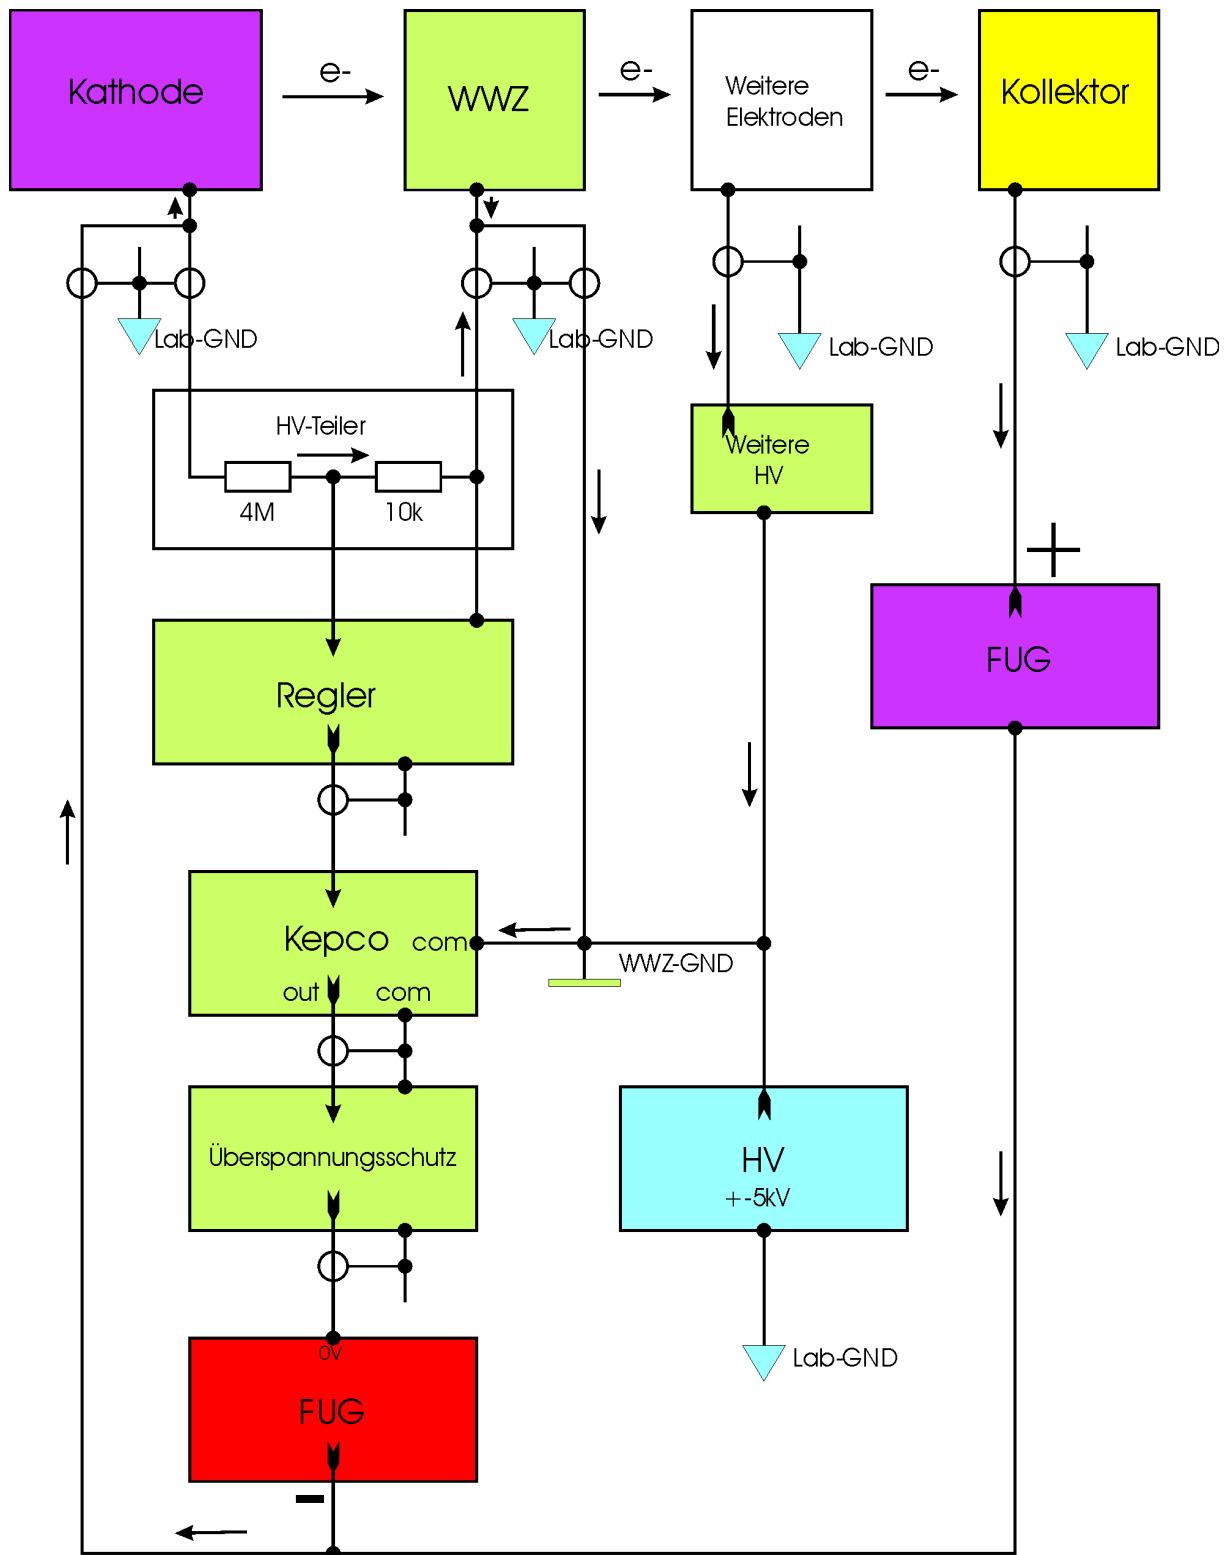 Kathode
e-
WWZ
e-
Weitere
Elektroden
e-
Kollektor
Lab-GND
Lab-GND
Lab-GND
Lab-GND
HV-Teiler
4M
10k
Weitere
HV
+
FUG
Regler
Kepco
com
out
com
WWZ-GND
Überspannungsschutz
HV
+-5kV
Lab-GND
0V
FUG
-